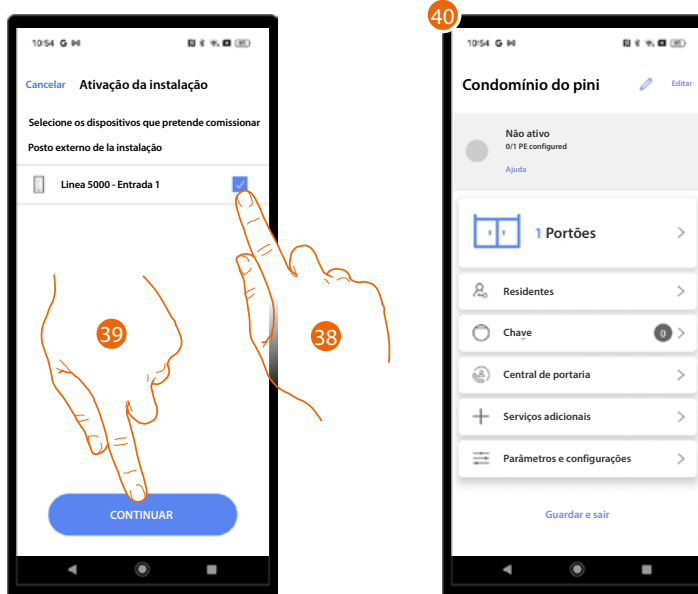 10:54 G
Cancelar Ativação da instalação
Selecione os dispositivos que pretende comissionar
Posto externo de la instalação
Linea 5000 - Entrada 1
39
38
CONTINUAR
40
10:54 G
Condomínio do pini Editar
Não ativo
0/1 PE configured
Ajuda
1 Portões
Residentes
Chave 0
Central de portaria
Serviços adicionais
Parâmetros e configurações
Guardar e sair